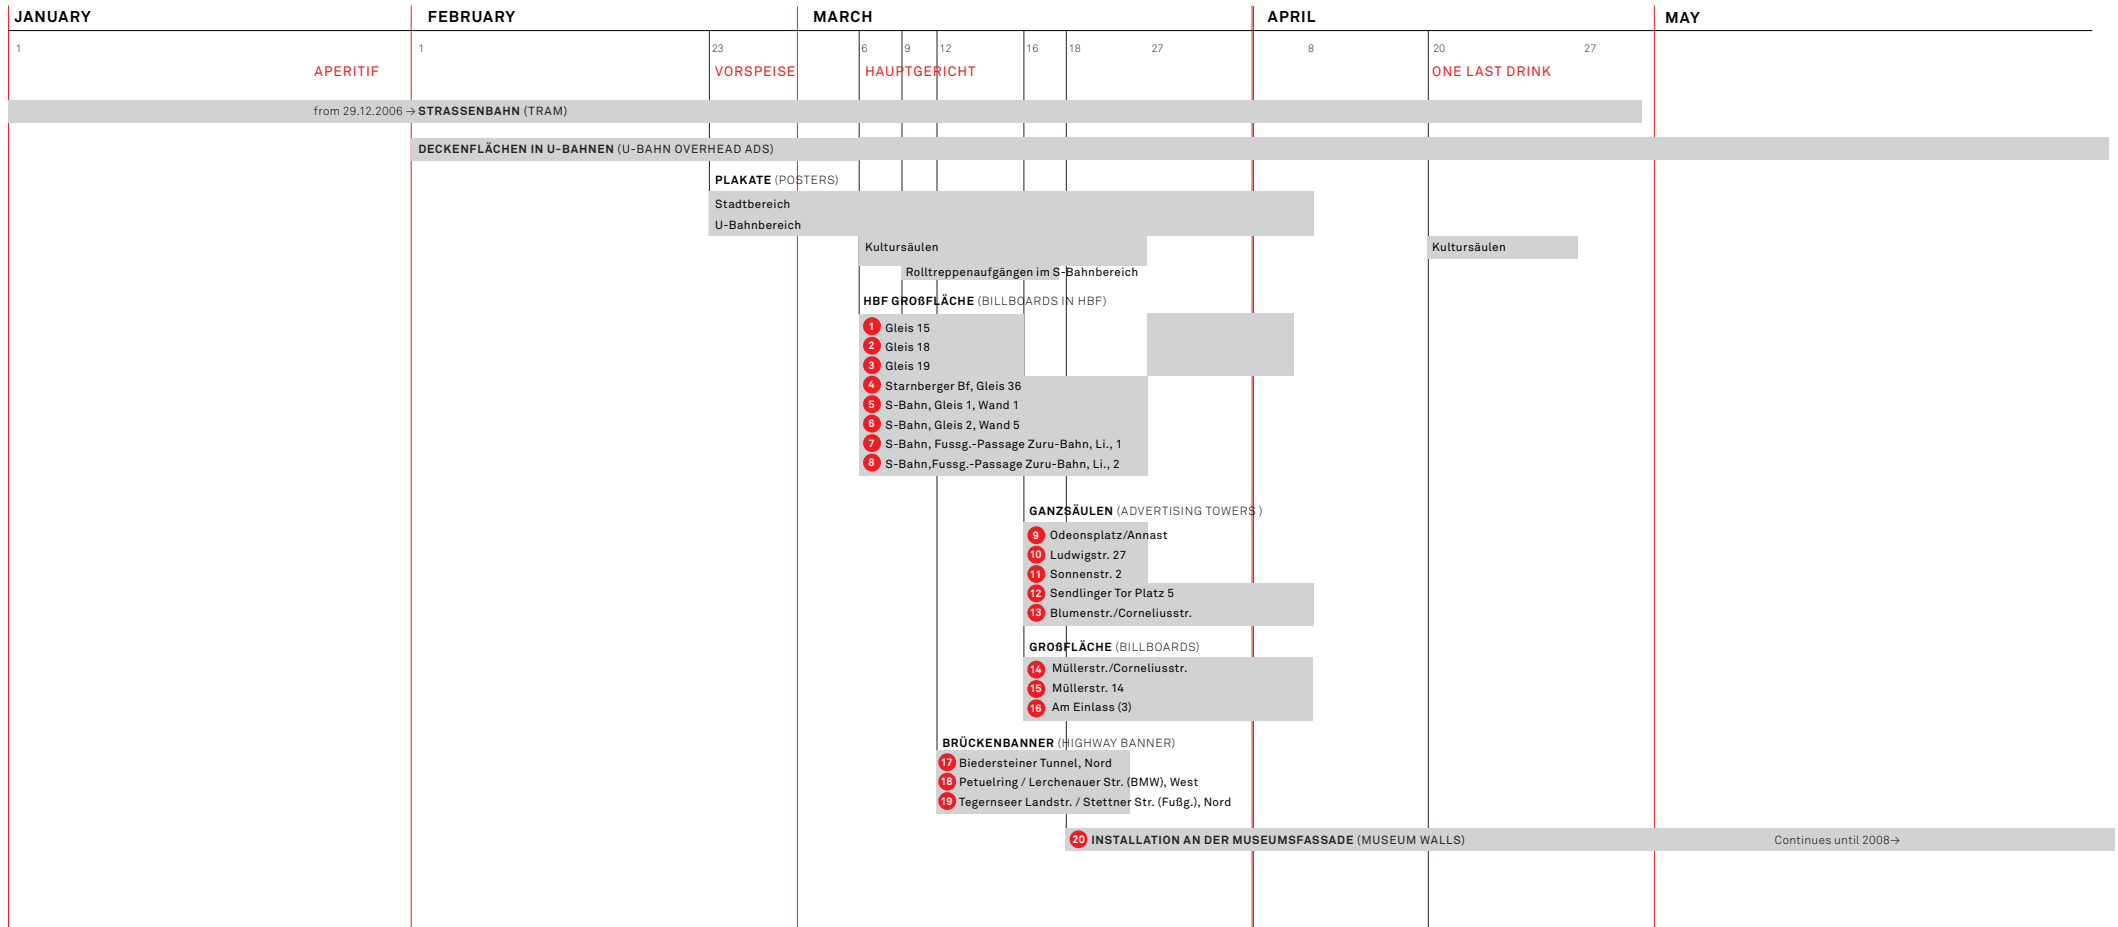 JANUARY FEBRUARY MARCH APRIL MAY
1 1 23 6 9 12 16 18 27 8 20 27
APERITIF VORSPEISE HAUPTGERICHT ONE LAST DRINK
from 29.12.2006 → STRASSENBAHN (TRAM)
DECKENFLÄCHEN IN U-BAHNEN (U-BAHN OVERHEAD ADS)
PLAKATE (POSTERS)
Stadtbereich
U-Bahnbereich
Kultursäulen Kultursäulen
Rolltreppenaufgängen im S-Bahnbereich
HBF GROßFLÄCHE (BILLBOARDS IN HBF)
1 Gleis 15
2 Gleis 18
3 Gleis 19
4 Starnberger Bf, Gleis 36
5 S-Bahn, Gleis 1, Wand 1
6 S-Bahn, Gleis 2, Wand 5
7 S-Bahn, Fussg.-Passage Zuru-Bahn, Li., 1
8 S-Bahn,Fussg.-Passage Zuru-Bahn, Li., 2
GANZSÄULEN (ADVERTISING TOWERS )
9 Odeonsplatz/Annast
10 Ludwigstr. 27
11 Sonnenstr. 2
12 Sendlinger Tor Platz 5
13 Blumenstr./Corneliusstr.
GROßFLÄCHE (BILLBOARDS)
14 Müllerstr./Corneliusstr.
15 Müllerstr. 14
16 Am Einlass (3)
BRÜCKENBANNER (HIGHWAY BANNER)
17 Biedersteiner Tunnel, Nord
18 Petuelring / Lerchenauer Str. (BMW), West
19 Tegernseer Landstr. / Stettner Str. (Fußg.), Nord
20 INSTALLATION AN DER MUSEUMSFASSADE (MUSEUM WALLS) Continues until 2008→